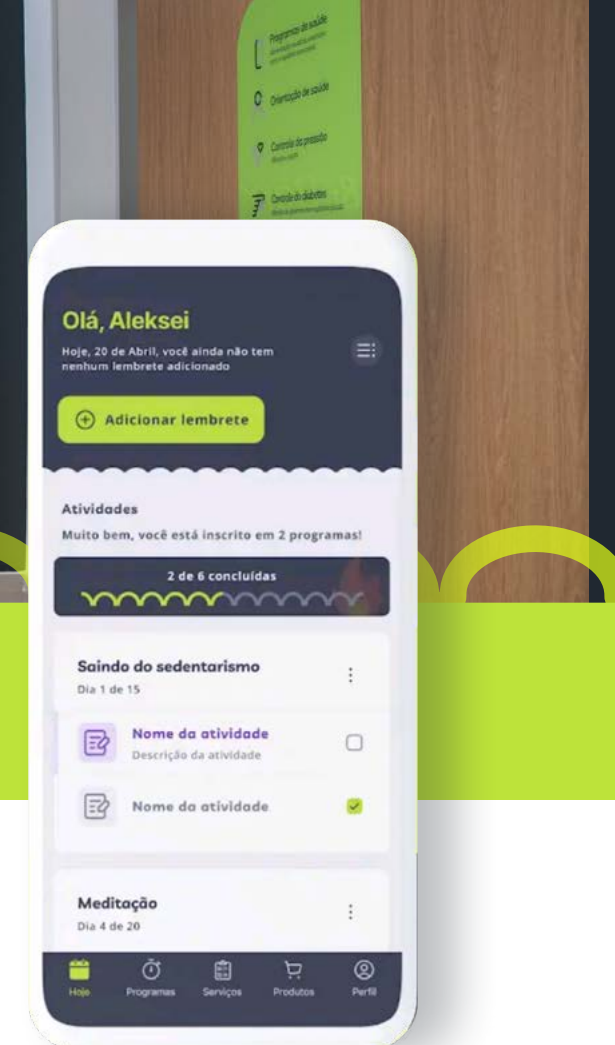 Programas de saúde
Orientação de saúde
Controle da pressão
Controle do diabetes
Olá, Aleksei
Hoje, 20 de Abril, você ainda não tem
nenhum lembrete adicionado
Adicionar lembrete
Atividades
Muito bem, você está inscrito em 2 programas!
2 de 6 concluídas
Saindo do sedentarismo
Dia 1 de 15
Nome da atividade
Descrição da atividade
Nome da atividade
Meditação
Dia 4 de 20
Hoje
Programas
Serviços
Produtos
Perfil